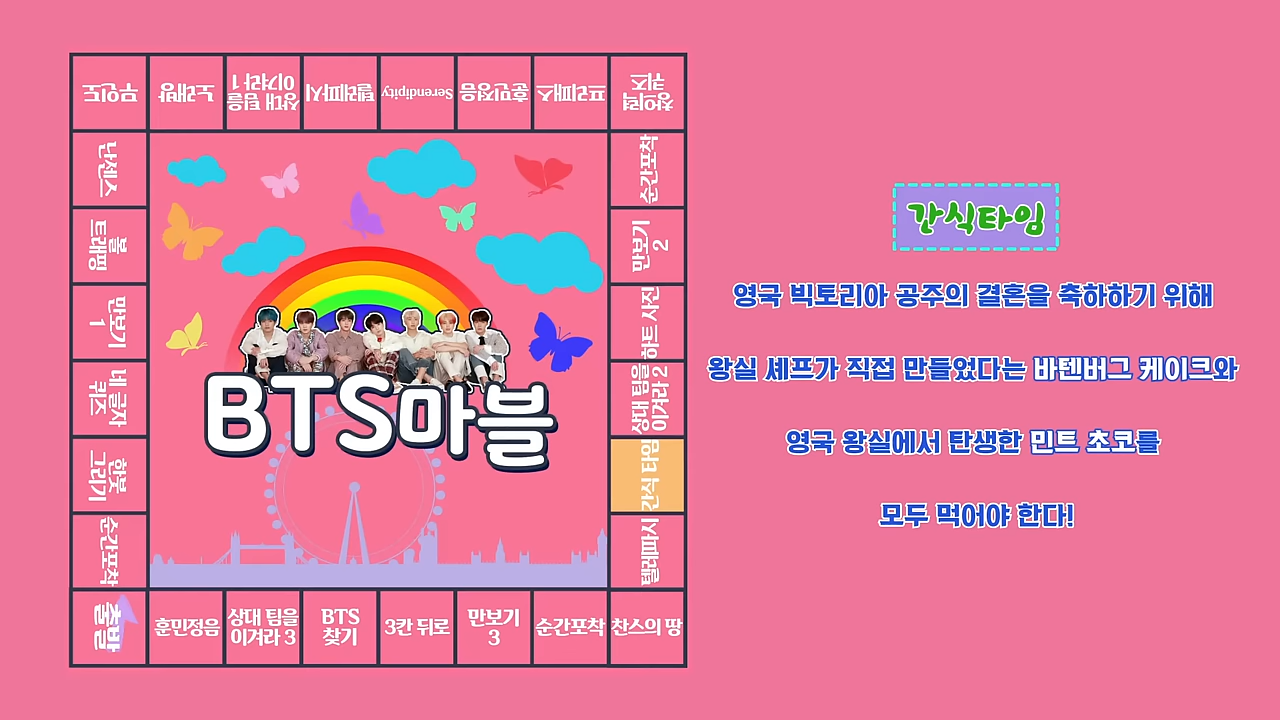 무인도
노래방
상대 팀을
이겨라 1
텔레파시
Serendipity
훈민정음
프리패스
창의력
퀴즈
난센스
볼
트래핑
만보기
1
네 글자
퀴즈
한붓
그리기
순간포착
출발
순간포착
만보기
2
하트 사진
상대 팀을
이겨라 2
간식 타임
텔레파시
BTS마블
훈민정음
상대 팀을
이겨라 3
BTS
찾기
3칸 뒤로
만보기
3
순간포착
찬스의 땅
간식타임
영국 빅토리아 공주의 결혼을 축하하기 위해
왕실 셰프가 직접 만들었다는 바텐버그 케이크와
영국 왕실에서 탄생한 민트 초코를
모두 먹어야 한다!